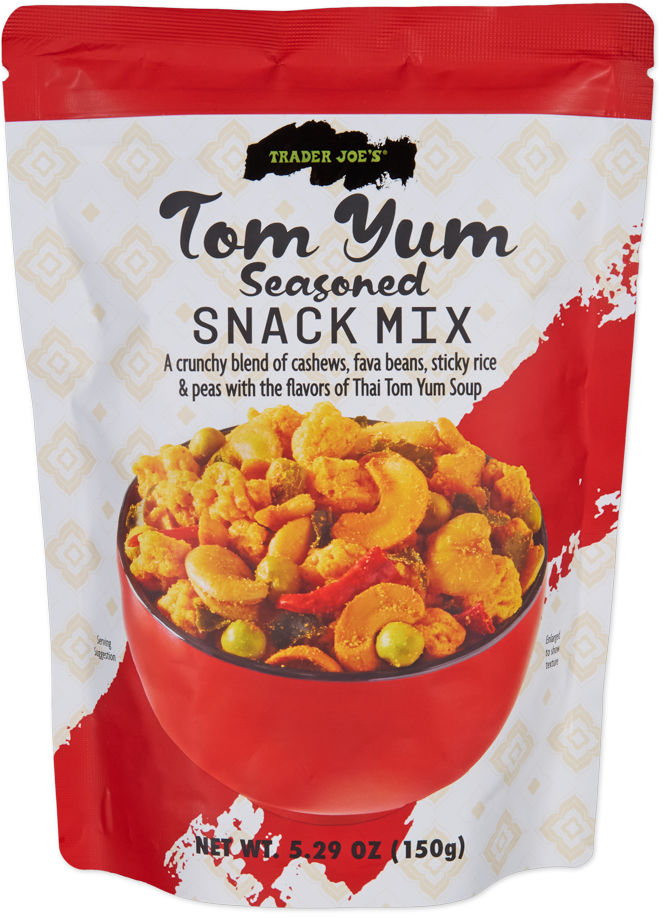 TRADER JOE'S®
Tom Yum
Seasoned
SNACK MIX
A crunchy blend of cashews, fava beans, sticky rice
& peas with the flavors of Thai Tom Yum Soup
Serving
Suggestion
Enlarged
to show
texture
NET WT. 5.29 OZ (150g)